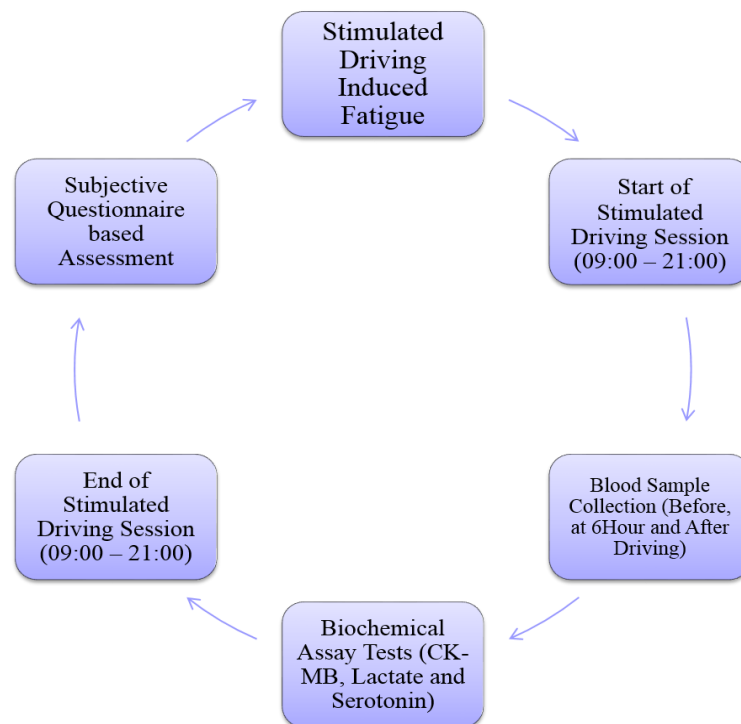 Stimulated
Driving
Induced
Fatigue
Start of
Stimulated
Driving Session
(09:00 – 21:00)
Blood Sample
Collection (Before,
at 6Hour and After
Driving)
Biochemical
Assay Tests (CK-
MB, Lactate and
Serotonin)
End of
Stimulated
Driving Session
(09:00 – 21:00)
Subjective
Questionnaire
based
Assessment